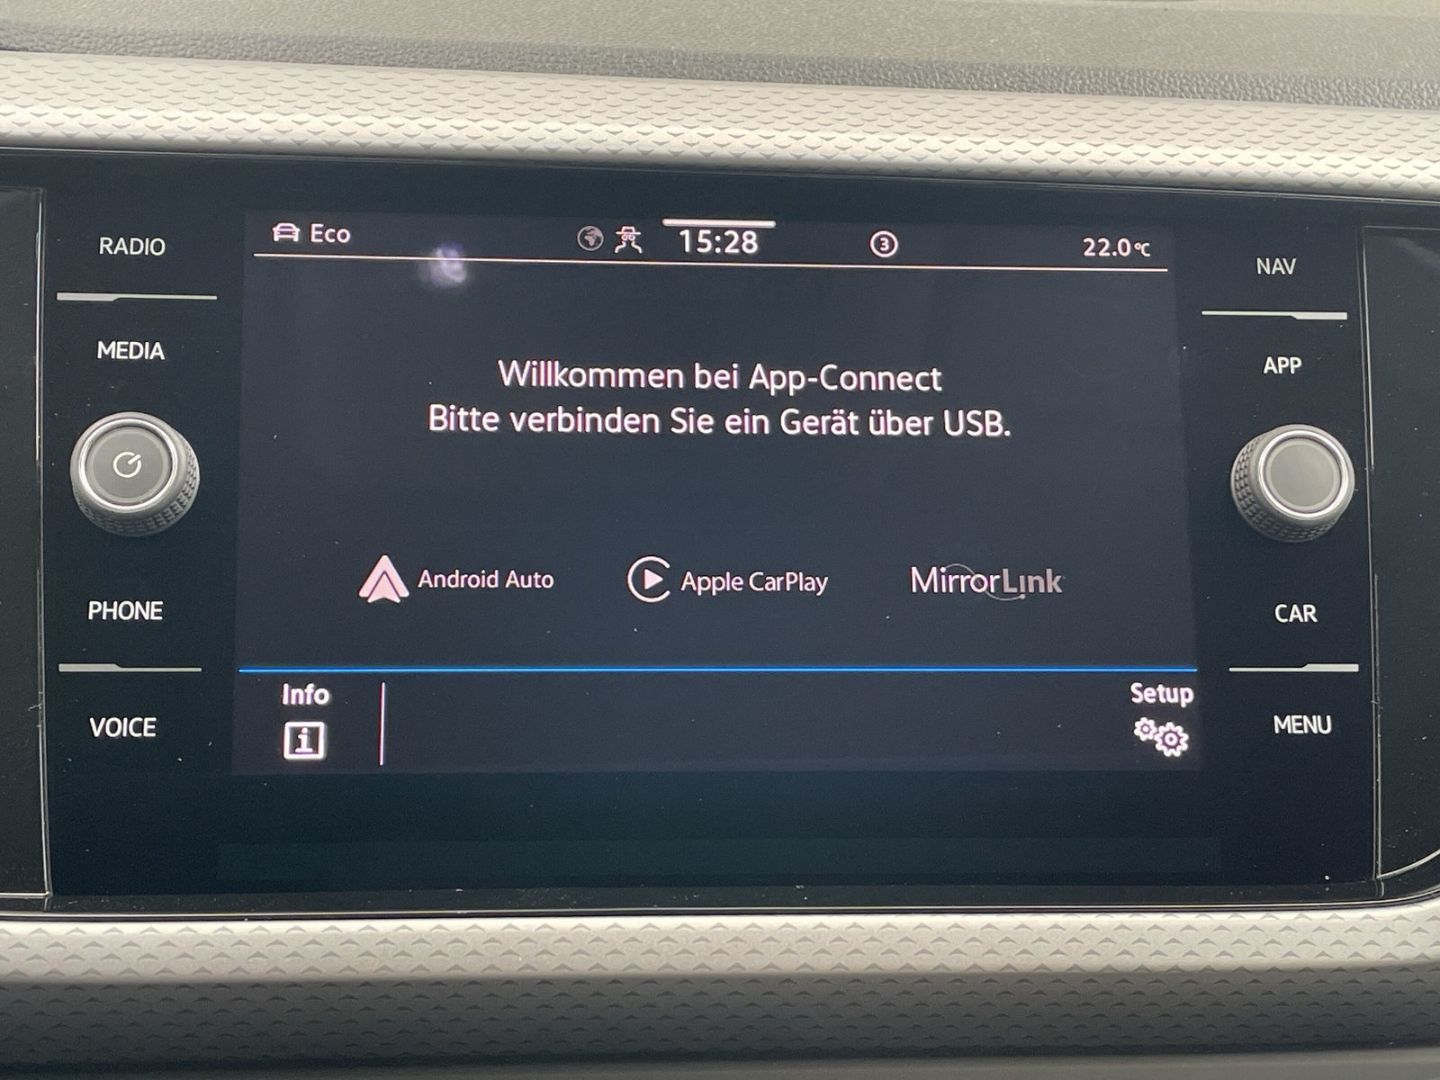 RADIO
MEDIA
PHONE
VOICE
Eco
15:28
3
22.0°C
Willkommen bei App-Connect
Bitte verbinden Sie ein Gerät über USB.
Android Auto
Apple CarPlay
MirrorLink
Info
i
Setup
NAV
APP
CAR
MENU